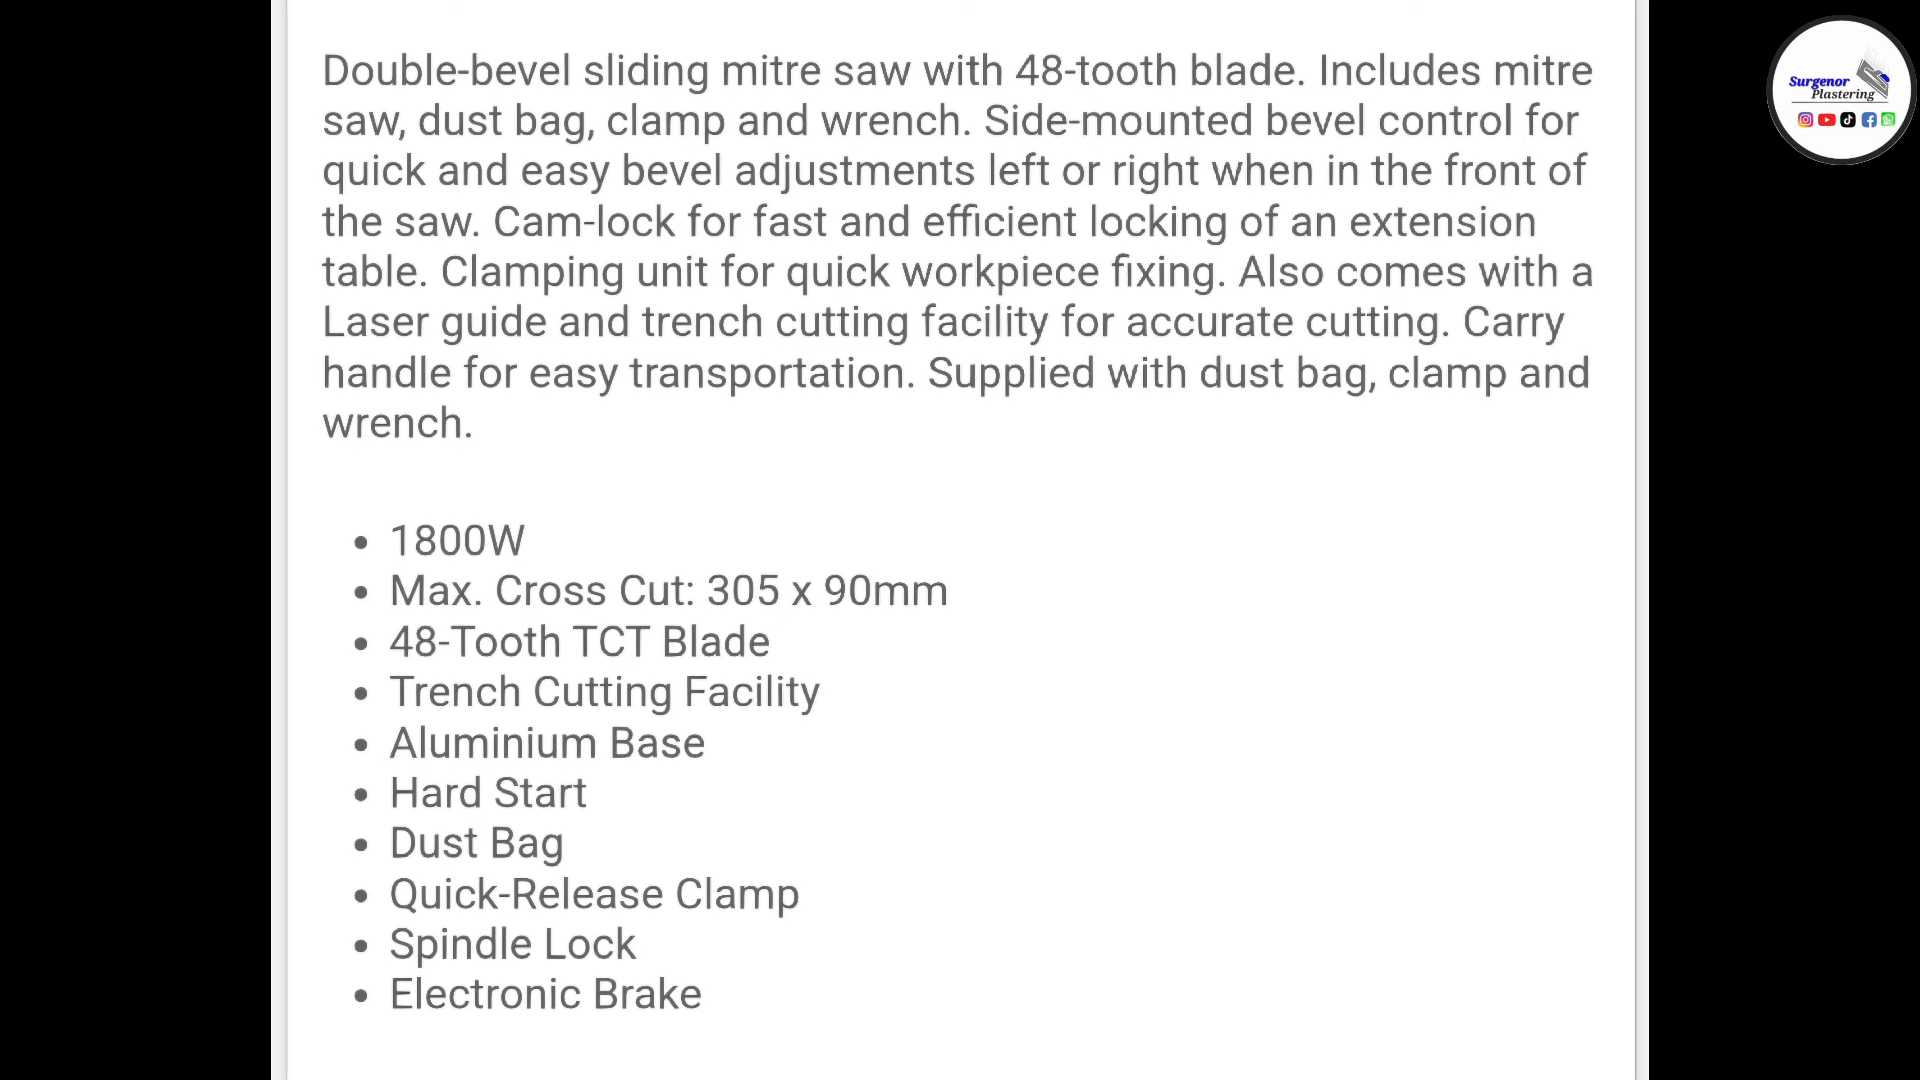 Double-bevel sliding mitre saw with 48-tooth blade. Includes mitre
saw, dust bag, clamp and wrench. Side-mounted bevel control for
quick and easy bevel adjustments left or right when in the front of
the saw. Cam-lock for fast and efficient locking of an extension
table. Clamping unit for quick workpiece fixing. Also comes with a
Laser guide and trench cutting facility for accurate cutting. Carry
handle for easy transportation. Supplied with dust bag, clamp and
wrench.
• 1800W
• Max. Cross Cut: 305 x 90mm
• 48-Tooth TCT Blade
• Trench Cutting Facility
• Aluminium Base
• Hard Start
• Dust Bag
• Quick-Release Clamp
• Spindle Lock
• Electronic Brake
Surgenor
Plastering